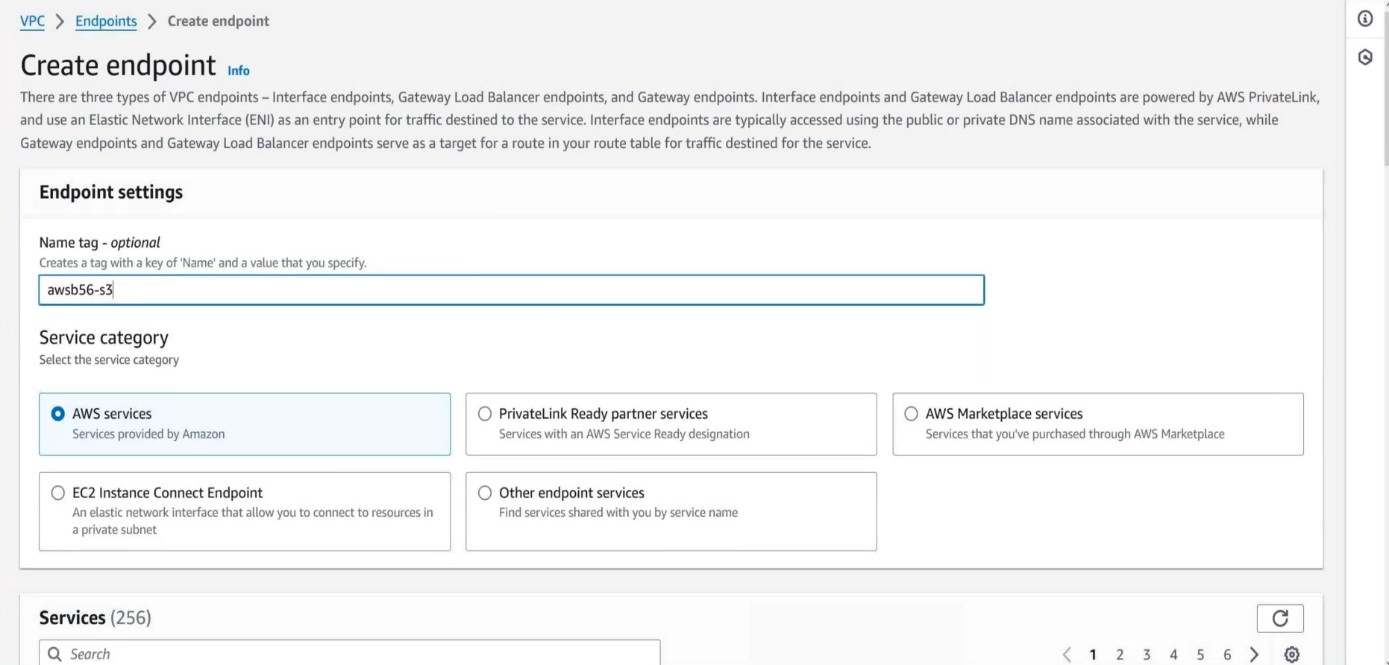 VPC > Endpoints > Create endpoint
Create endpoint Info
There are three types of VPC endpoints – Interface endpoints, Gateway Load Balancer endpoints, and Gateway endpoints. Interface endpoints and Gateway Load Balancer endpoints are powered by AWS PrivateLink,
and use an Elastic Network Interface (ENI) as an entry point for traffic destined to the service. Interface endpoints are typically accessed using the public or private DNS name associated with the service, while
Gateway endpoints and Gateway Load Balancer endpoints serve as a target for a route in your route table for traffic destined for the service.
Endpoint settings
Name tag - optional
Creates a tag with a key of 'Name' and a value that you specify.
awsb56-s3
Service category
Select the service category
AWS services
Services provided by Amazon
PrivateLink Ready partner services
Services with an AWS Service Ready designation
AWS Marketplace services
Services that you've purchased through AWS Marketplace
EC2 Instance Connect Endpoint
An elastic network interface that allow you to connect to resources in
a private subnet
Other endpoint services
Find services shared with you by service name
Services (256)
Search
< 1 2 3 4 5 6 >